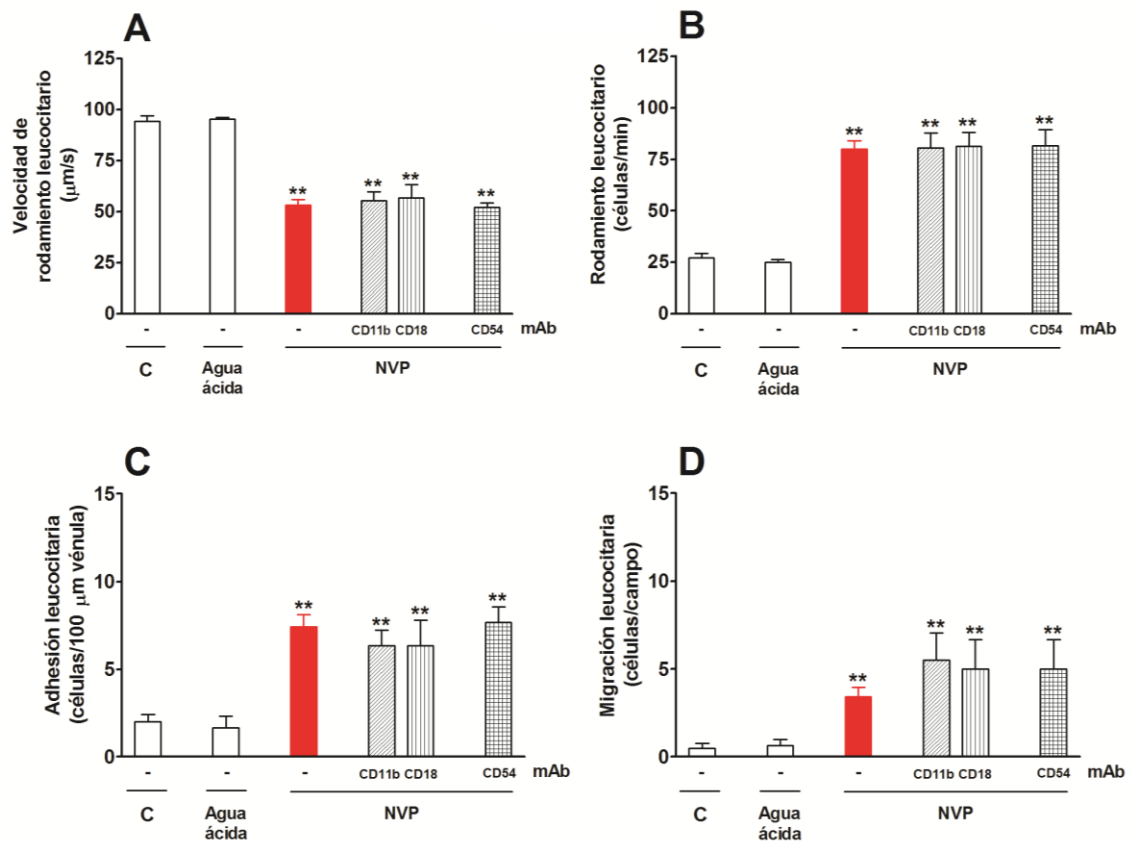 A
Velocidad de
rodamiento leucocitario
(µm/s)
125
100
75
50
25
0
** ** ** **
- - - CD11b CD18 CD54 mAb
C Agua
ácida NVP
B
Rodamiento leucocitario
(células/min)
125
100
75
50
25
0
** ** ** **
- - - CD11b CD18 CD54 mAb
C Agua
ácida NVP
C
Adhesión leucocitaria
(células/100 µm vénula)
15
10
5
0
** ** ** **
- - - CD11b CD18 CD54 mAb
C Agua
ácida NVP
D
Migración leucocitaria
(células/campo)
15
10
5
0
** ** ** **
- - - CD11b CD18 CD54 mAb
C Agua
ácida NVP